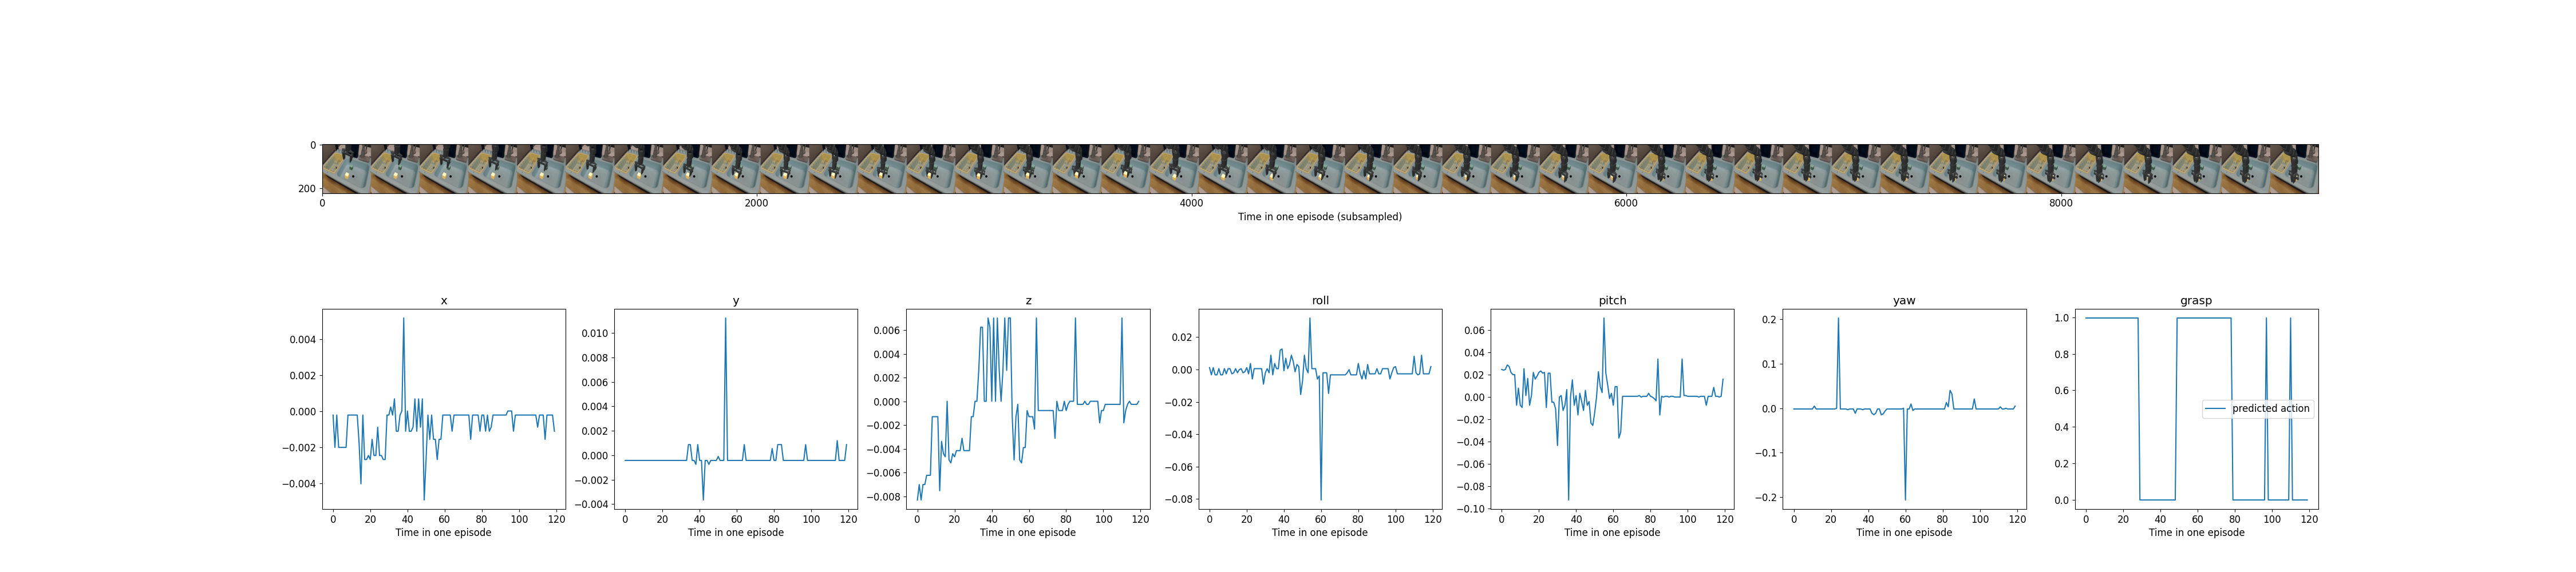 0
200
0 2000 4000 6000 8000
Time in one episode (subsampled)
x
0.004
0.002
0.000
−0.002
−0.004
0 20 40 60 80 100 120
Time in one episode
y
0.010
0.008
0.006
0.004
0.002
0.000
−0.002
−0.004
0 20 40 60 80 100 120
Time in one episode
z
0.006
0.004
0.002
0.000
−0.002
−0.004
−0.006
−0.008
0 20 40 60 80 100 120
Time in one episode
roll
0.02
0.00
−0.02
−0.04
−0.06
−0.08
0 20 40 60 80 100 120
Time in one episode
pitch
0.06
0.04
0.02
0.00
−0.02
−0.04
−0.06
−0.08
−0.10
0 20 40 60 80 100 120
Time in one episode
yaw
0.2
0.1
0.0
−0.1
−0.2
0 20 40 60 80 100 120
Time in one episode
grasp
1.0
0.8
0.6
0.4
0.2
0.0
predicted action
0 20 40 60 80 100 120
Time in one episode